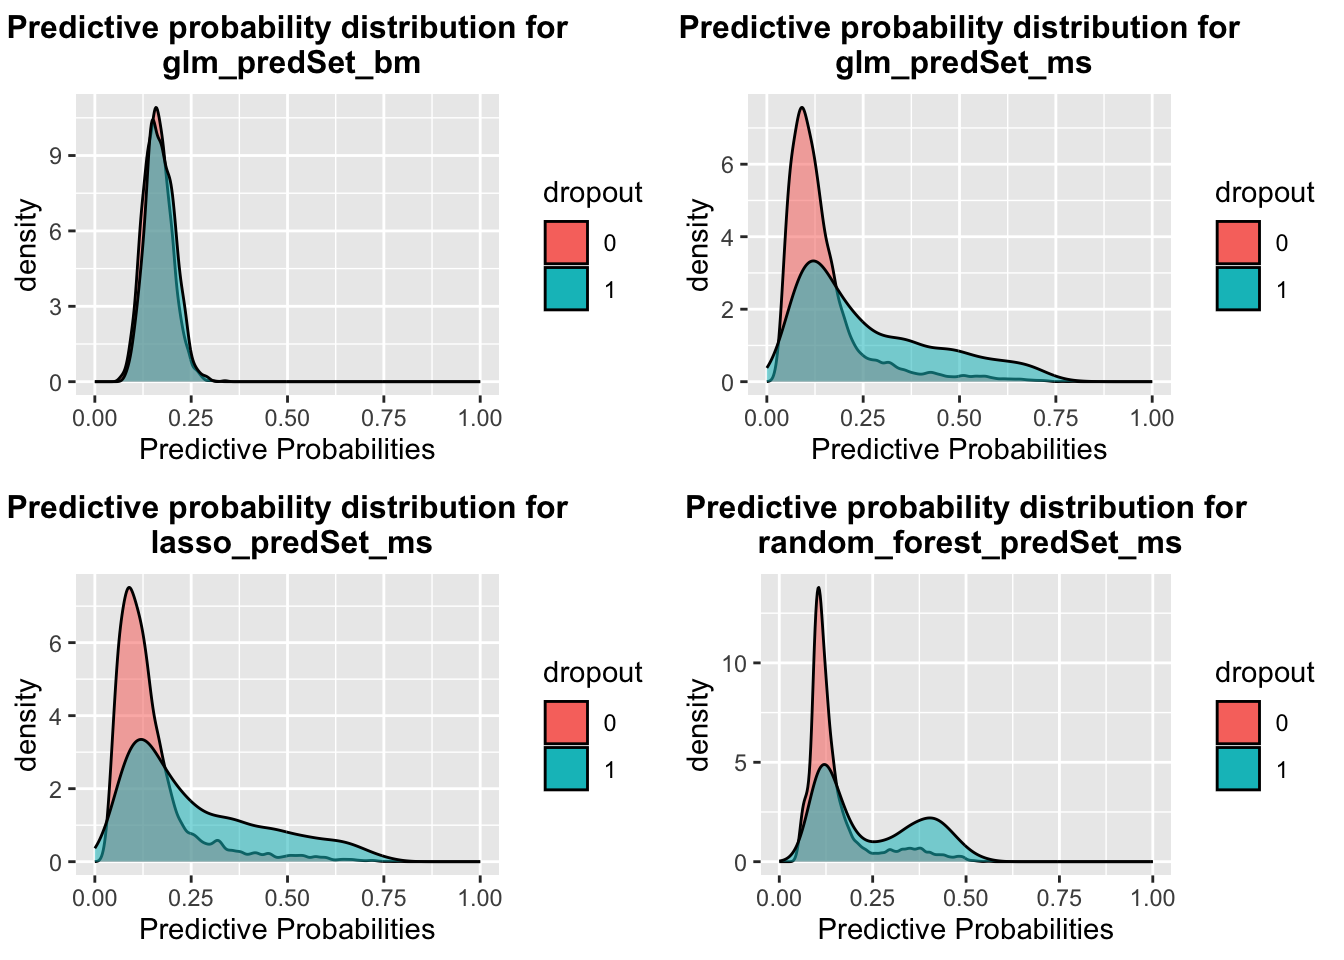 Predictive probability distribution for
glm_predSet_bm
9
6
3
0
density
0.00 0.25 0.50 0.75 1.00
Predictive Probabilities
dropout
0
1
Predictive probability distribution for
glm_predSet_ms
6
4
2
0
density
0.00 0.25 0.50 0.75 1.00
Predictive Probabilities
dropout
0
1
Predictive probability distribution for
lasso_predSet_ms
6
4
2
0
density
0.00 0.25 0.50 0.75 1.00
Predictive Probabilities
dropout
0
1
Predictive probability distribution for
random_forest_predSet_ms
10
5
0
density
0.00 0.25 0.50 0.75 1.00
Predictive Probabilities
dropout
0
1